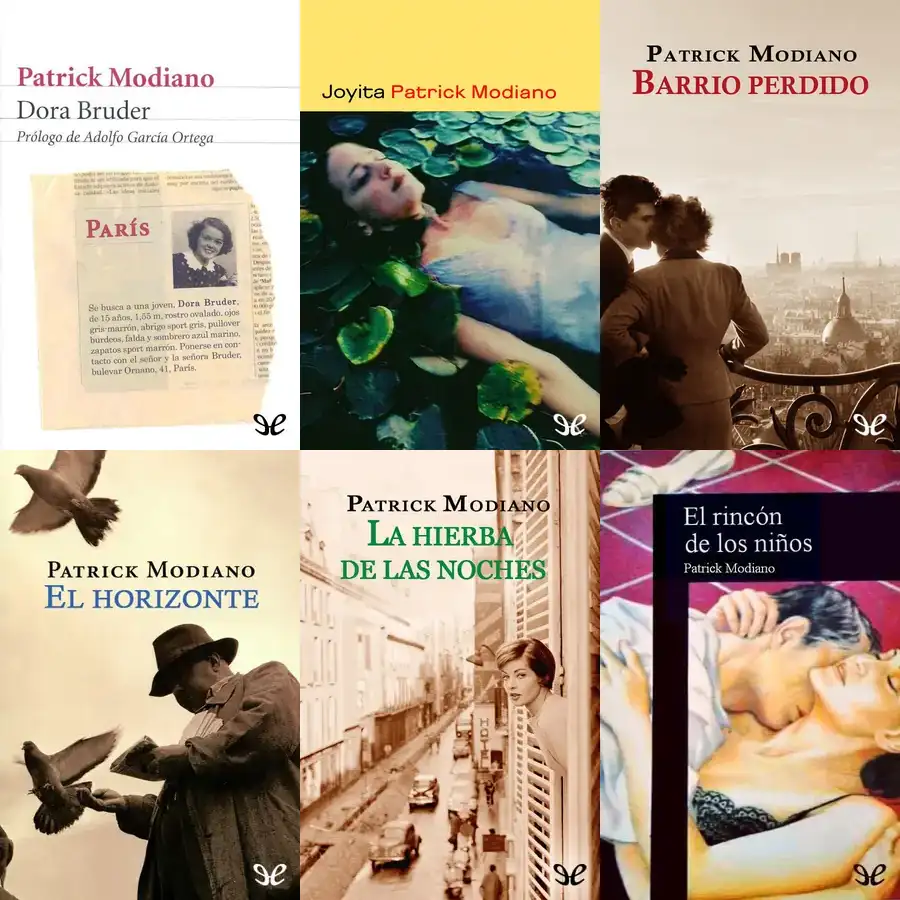 Patrick Modiano
Dora Bruder
Prólogo de Adolfo García Ortega
PARÍS
Se busca a una joven, Dora Bruder,
de 15 años, 1,55 m, rostro ovalado, ojos
gris-marrón, abrigo sport gris, pullover
burdeos, falda y sombrero azul marino,
zapatos sport marrón. Ponerse en con-
tacto con el señor y la señora Bruder,
bulevar Ornano, 41, París.
Joyita Patrick Modiano
PATRICK MODIANO
BARRIO PERDIDO
PATRICK MODIANO
EL HORIZONTE
PATRICK MODIANO
LA HIERBA
DE LAS NOCHES
El rincón
de los niños
Patrick Modiano